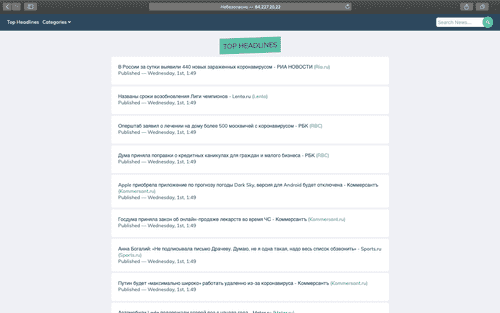 Небезопасно — 84.227.23.22
Top Headlines Categories Search News...
TOP HEADLINES
В России за сутки выявили 440 новых зараженных коронавирусом - РИА НОВОСТИ (Ria.ru)
Published — Wednesday, 1st, 1:49
Названы сроки возобновления Лиги чемпионов - Lenta.ru (Lenta)
Published — Wednesday, 1st, 1:49
Оперштаб заявил о лечении на дому более 500 москвичей с коронавирусом - РБК (RBC)
Published — Wednesday, 1st, 1:49
Дума приняла поправки о кредитных каникулах для граждан и малого бизнеса - РБК (RBC)
Published — Wednesday, 1st, 1:49
Apple приобрела приложение по прогнозу погоды Dark Sky, версия для Android будет отключена - Коммерсантъ
(Kommersant.ru)
Published — Wednesday, 1st, 1:49
Госдума приняла закон об онлайн-продаже лекарств во время ЧС - Коммерсантъ (Kommersant.ru)
Published — Wednesday, 1st, 1:49
Анна Богалий: «Не подписывала письмо Драчеву. Думаю, не я одна такая, надо весь список обзвонить» - Sports.ru
(Sports.ru)
Published — Wednesday, 1st, 1:49
Путин будет «максимально широко» работать удаленно из-за коронавируса - Коммерсантъ (Kommersant.ru)
Published — Wednesday, 1st, 1:49